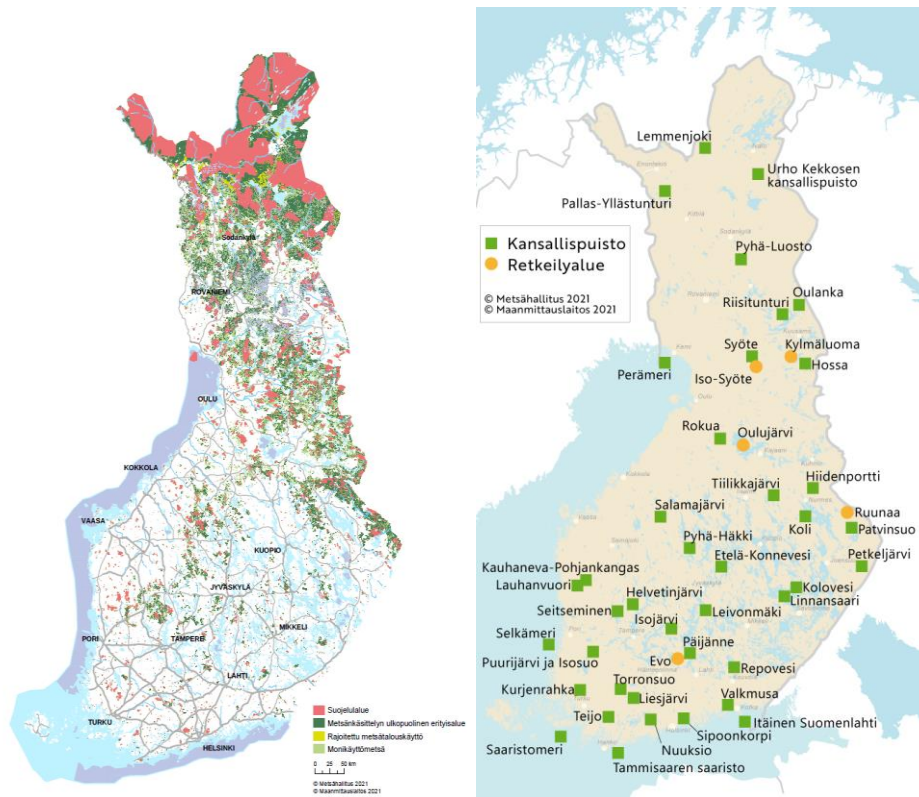 Sodankylä
ROVANIEMI
OULU
KOKKOLA
VAASA
KUOPIO
JYVÄSKYLÄ
MIKKELI
PORI
TAMPERE
LAHTI
TURKU
HELSINKI
Suojelualue
Metsänkäsittelyn ulkopuolinen erityisalue
Rajoitettu metsätalouskäyttö
Monikäyttömetsä
0 25 50 km
© Metsähallitus 2021
© Maanmittauslaitos 2021
Lemmenjoki
Urho Kekkosen
kansallispuisto
Pallas-Yllästunturi
Kansallispuisto
Retkeilyalue
© Metsähallitus 2021
© Maanmittauslaitos 2021
Pyhä-Luosto
Oulanka
Riisitunturi
Syöte
Kylmäluoma
Perämeri
Iso-Syöte
Hossa
Rokua
Oulujärvi
Hiidenportti
Tiilikkajärvi
Salamajärvi
Ruunaa
Koli
Patvinsuo
Pyhä-Häkki
Etelä-Konnevesi
Petkeljärvi
Kauhaneva-Pohjankangas
Lauhanvuori
Helvetinjärvi
Kolovesi
Linnansaari
Seitseminen
Isojärvi
Leivonmäki
Selkämeri
Päijänne
Puurijärvi ja Isosuo
Evo
Repovesi
Kurjenrahka
Torronsuo
Liesjärvi
Valkmusa
Teijo
Itäinen Suomenlahti
Sipoonkorpi
Saaristomeri
Nuuksio
Tammisaaren saaristo